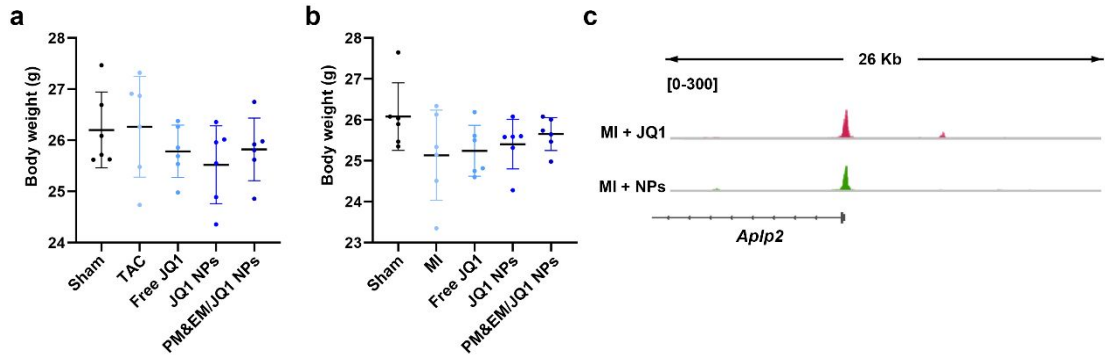 a
28
27
26
25
24
Body weight (g)
Sham
TAC
Free JQ1
JQ1 NPs
PM&EM/JQ1 NPs
b
28
27
26
25
24
23
Body weight (g)
Sham
MI
Free JQ1
JQ1 NPs
PM&EM/JQ1 NPs
c
26 Kb
[0-300]
MI + JQ1
MI + NPs
Aplp2